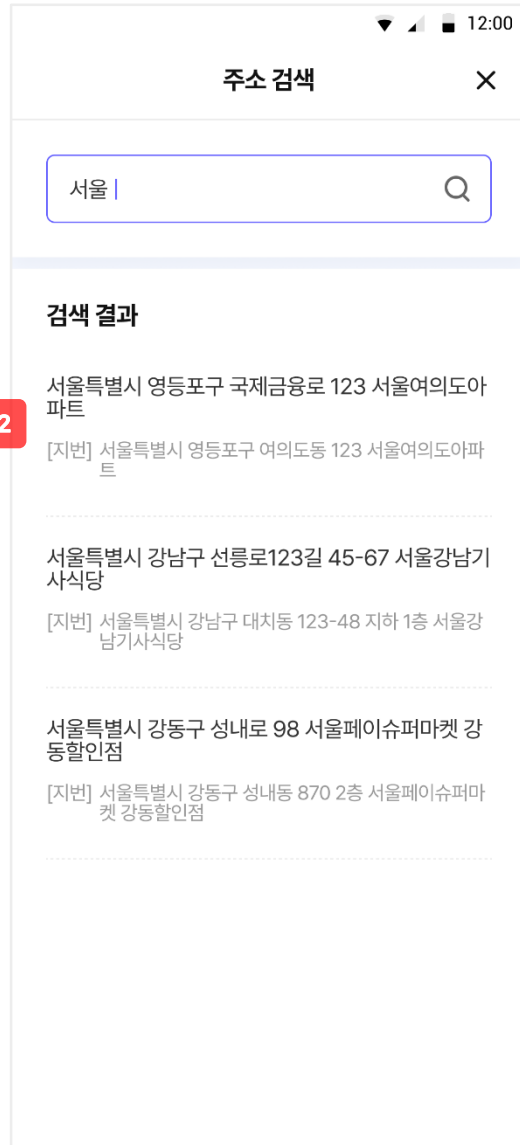 12:00
주소 검색
서울
검색 결과
서울특별시 영등포구 국제금융로 123 서울여의도아
파트
2
[지번] 서울특별시 영등포구 여의도동 123 서울여의도아파
트
서울특별시 강남구 선릉로123길 45-67 서울강남기
사식당
[지번] 서울특별시 강남구 대치동 123-48 지하 1층 서울강
남기사식당
서울특별시 강동구 성내로 98 서울페이슈퍼마켓 강
동할인점
[지번] 서울특별시 강동구 성내동 870 2층 서울페이슈퍼마
켓 강동할인점